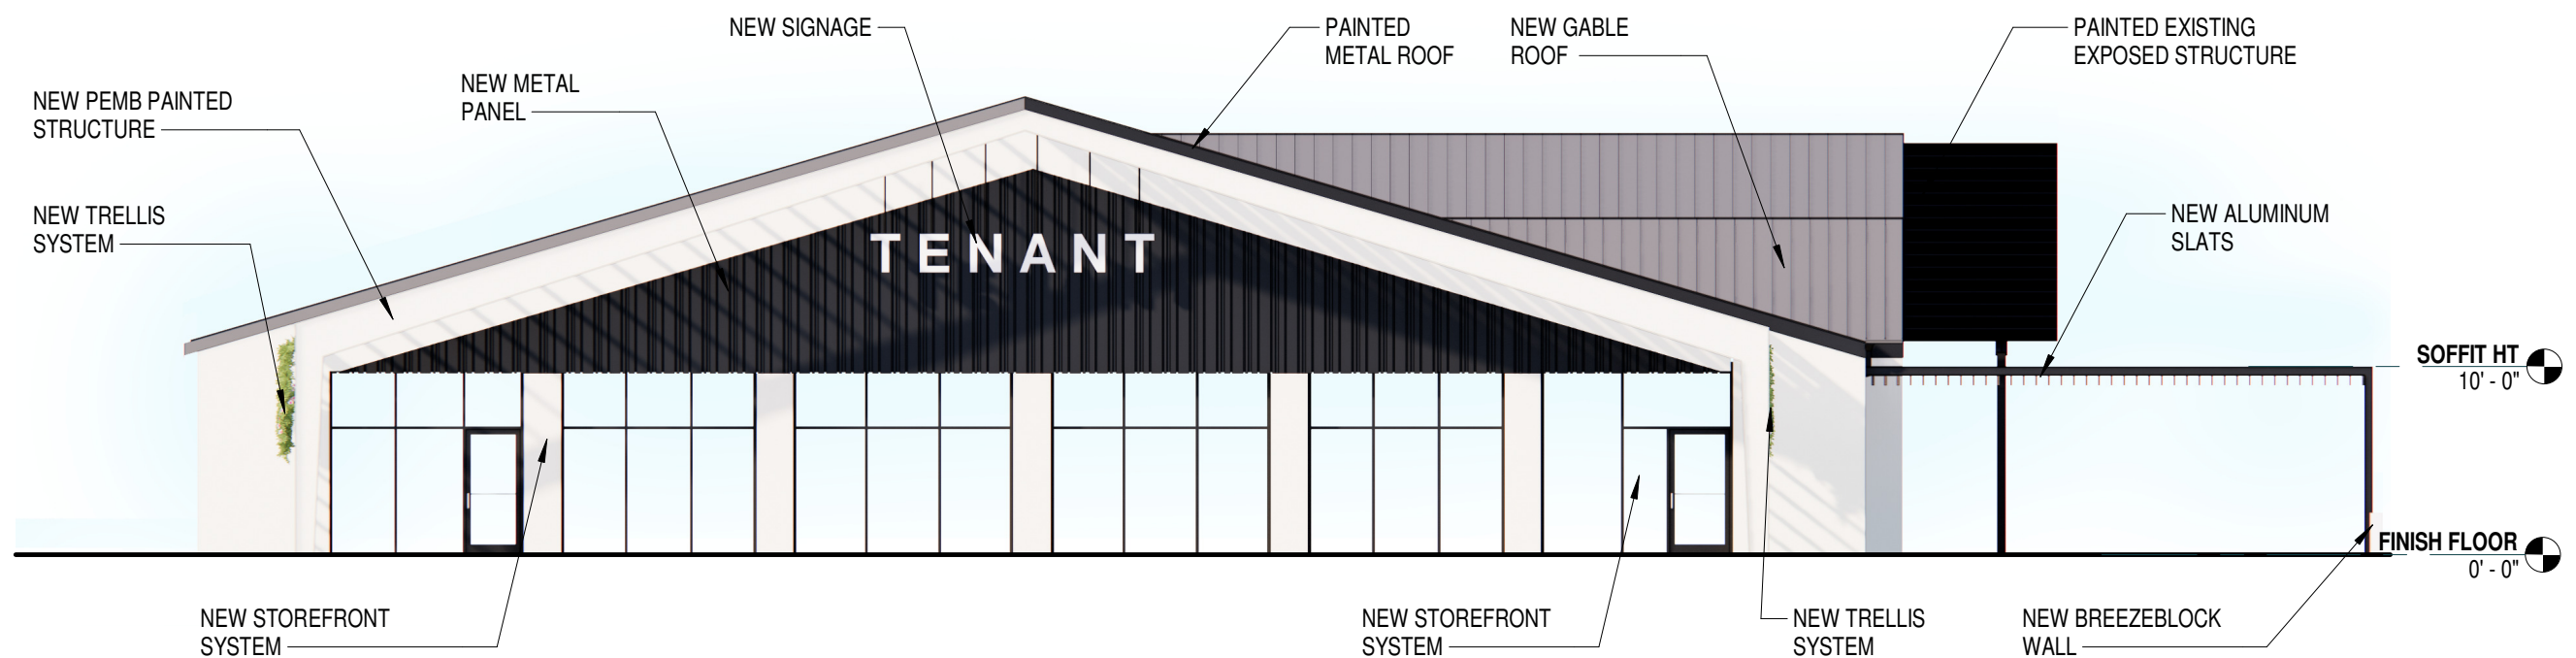 NEW SIGNAGE
PAINTED
METAL ROOF
NEW GABLE
ROOF
PAINTED EXISTING
EXPOSED STRUCTURE
NEW METAL
PANEL
NEW PEMB PAINTED
STRUCTURE
NEW TRELLIS
SYSTEM
NEW ALUMINUM
SLATS
TENANT
SOFFIT HT
10' - 0"
FINISH FLOOR
0' - 0"
NEW STOREFRONT
SYSTEM
NEW STOREFRONT
SYSTEM
NEW TRELLIS
SYSTEM
NEW BREEZEBLOCK
WALL